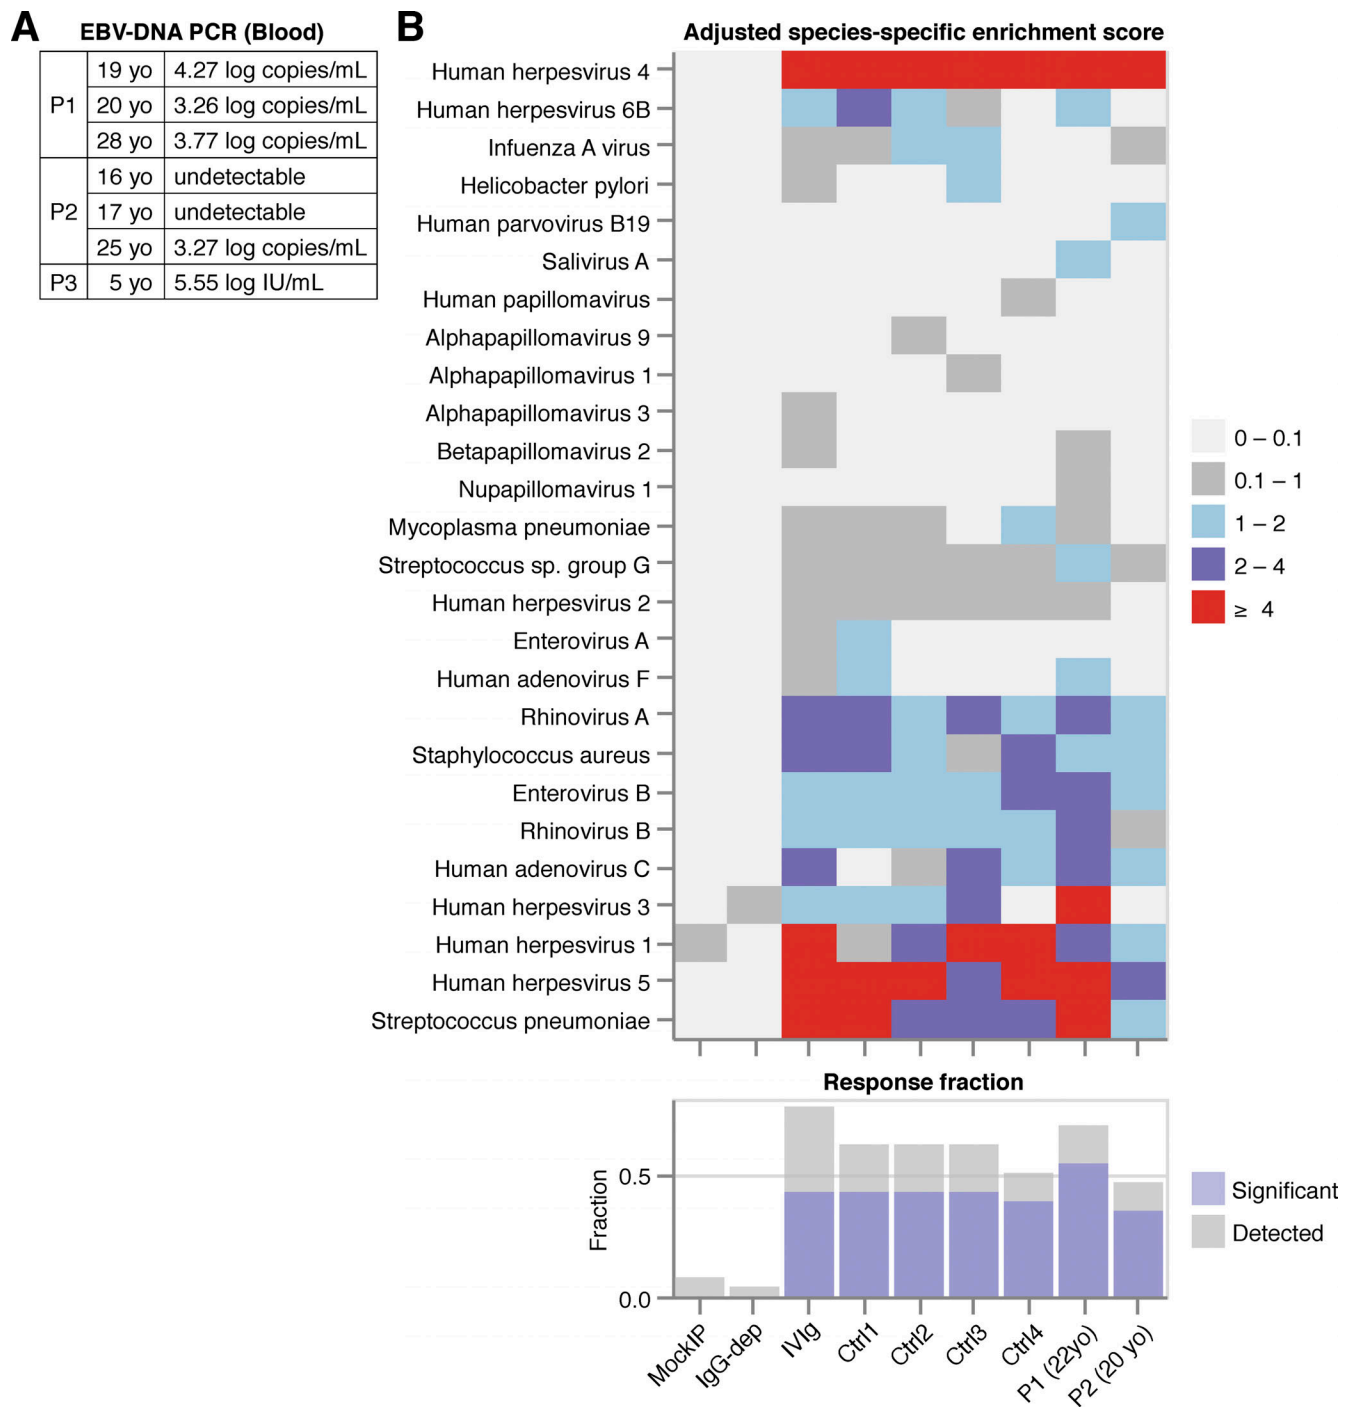 A
EBV-DNA PCR (Blood)
P1
19 yo 4.27 log copies/mL
20 yo 3.26 log copies/mL
28 yo 3.77 log copies/mL
P2
16 yo undetectable
17 yo undetectable
25 yo 3.27 log copies/mL
P3 5 yo 5.55 log IU/mL
B
Adjusted species-specific enrichment score
Human herpesvirus 4
Human herpesvirus 6B
Infuenza A virus
Helicobacter pylori
Human parvovirus B19
Salivirus A
Human papillomavirus
Alphapapillomavirus 9
Alphapapillomavirus 1
Alphapapillomavirus 3
Betapapillomavirus 2
Nupapillomavirus 1
Mycoplasma pneumoniae
Streptococcus sp. group G
Human herpesvirus 2
Enterovirus A
Human adenovirus F
Rhinovirus A
Staphylococcus aureus
Enterovirus B
Rhinovirus B
Human adenovirus C
Human herpesvirus 3
Human herpesvirus 1
Human herpesvirus 5
Streptococcus pneumoniae
0 – 0.1
0.1 – 1
1 – 2
2 – 4
≥ 4
Response fraction
Fraction
0.5
0.0
Significant
Detected
MockIP
IgG-dep
IVIg
Ctrl1
Ctrl2
Ctrl3
Ctrl4
P1 (22yo)
P2 (20 yo)